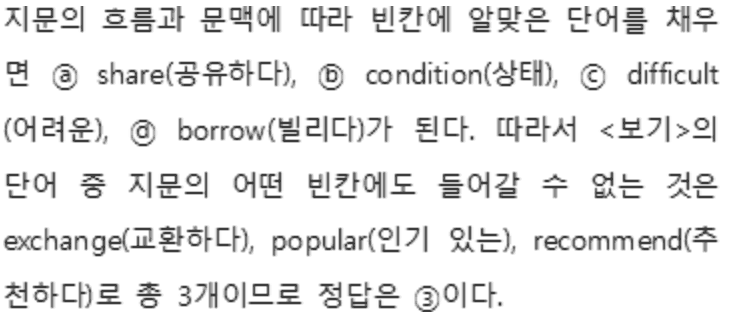 지문의 흐름과 문맥에 따라 빈칸에 알맞은 단어를 채우
면 ⓐ share(공유하다), ⓑ condition(상태), ⓒ difficult
(어려운), ⓓ borrow(빌리다)가 된다. 따라서 <보기>의
단어 중 지문의 어떤 빈칸에도 들어갈 수 없는 것은
exchange(교환하다), popular(인기 있는), recommend(추
천하다)로 총 3개이므로 정답은 ③이다.